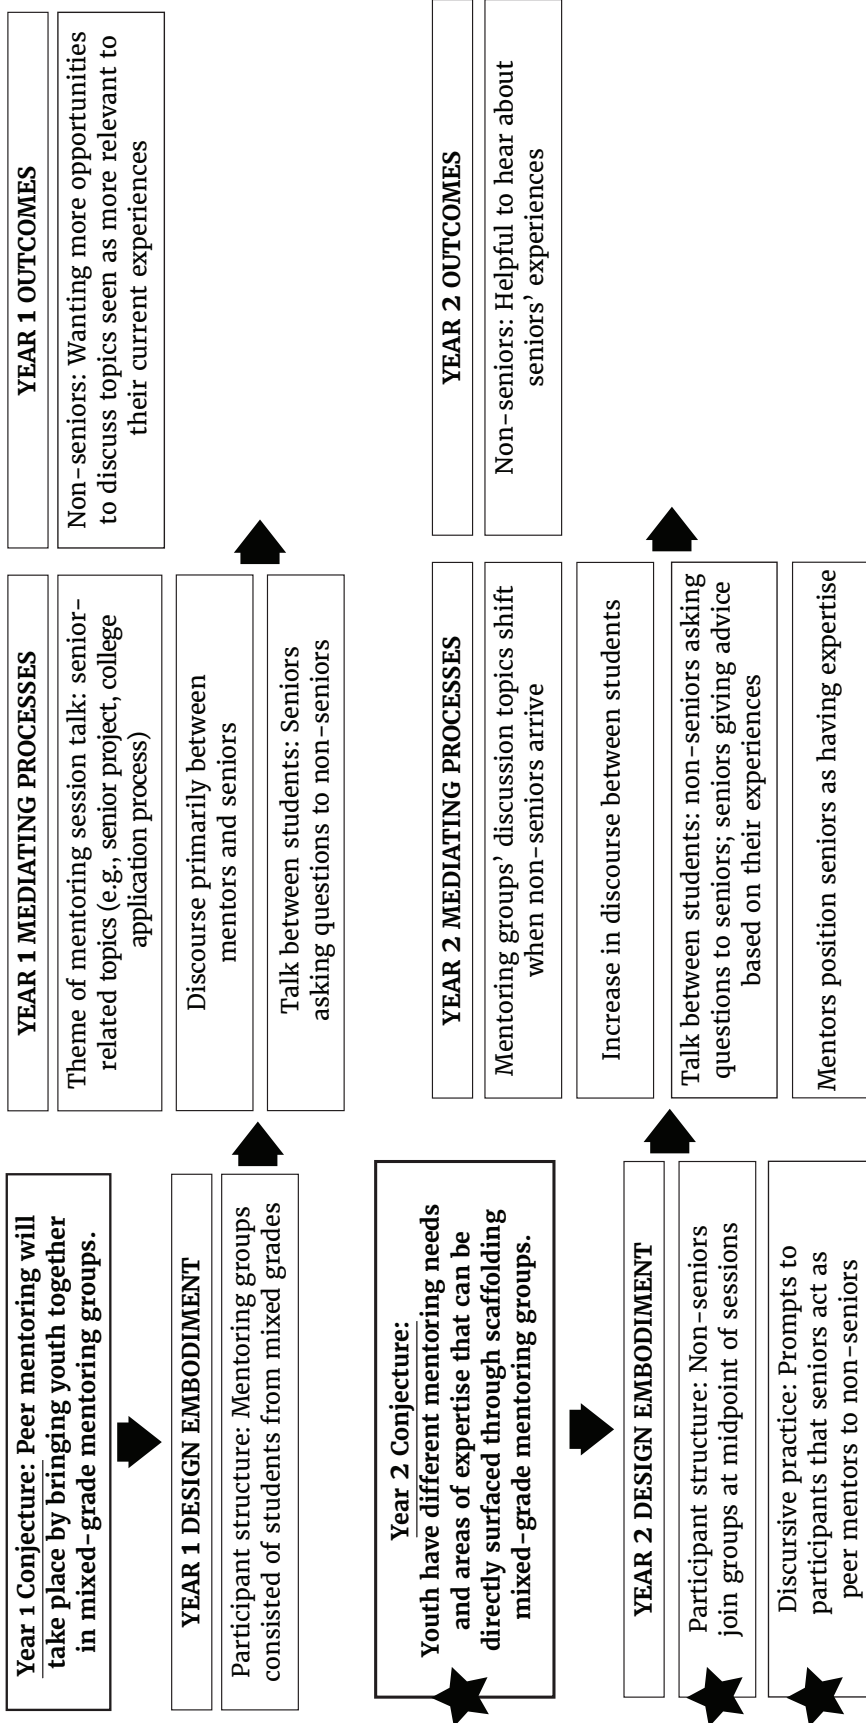 Year 1 Conjecture: Peer mentoring will
take place by bringing youth together
in mixed-grade mentoring groups.
YEAR 1 DESIGN EMBODIMENT
Participant structure: Mentoring groups
consisted of students from mixed grades
YEAR 1 MEDIATING PROCESSES
Theme of mentoring session talk: senior-
related topics (e.g., senior project, college
application process)
Discourse primarily between
mentors and seniors
Talk between students: Seniors
asking questions to non-seniors
YEAR 1 OUTCOMES
Non-seniors: Wanting more opportunities
to discuss topics seen as more relevant to
their current experiences
Year 2 Conjecture:
Youth have different mentoring needs
and areas of expertise that can be
directly surfaced through scaffolding
mixed-grade mentoring groups.
YEAR 2 DESIGN EMBODIMENT
Participant structure: Non-seniors
join groups at midpoint of sessions
Discursive practice: Prompts to
participants that seniors act as
peer mentors to non-seniors
YEAR 2 MEDIATING PROCESSES
Mentoring groups' discussion topics shift
when non-seniors arrive
Increase in discourse between students
Talk between students: non-seniors asking
questions to seniors; seniors giving advice
based on their experiences
Mentors position seniors as having expertise
YEAR 2 OUTCOMES
Non-seniors: Helpful to hear about
seniors' experiences